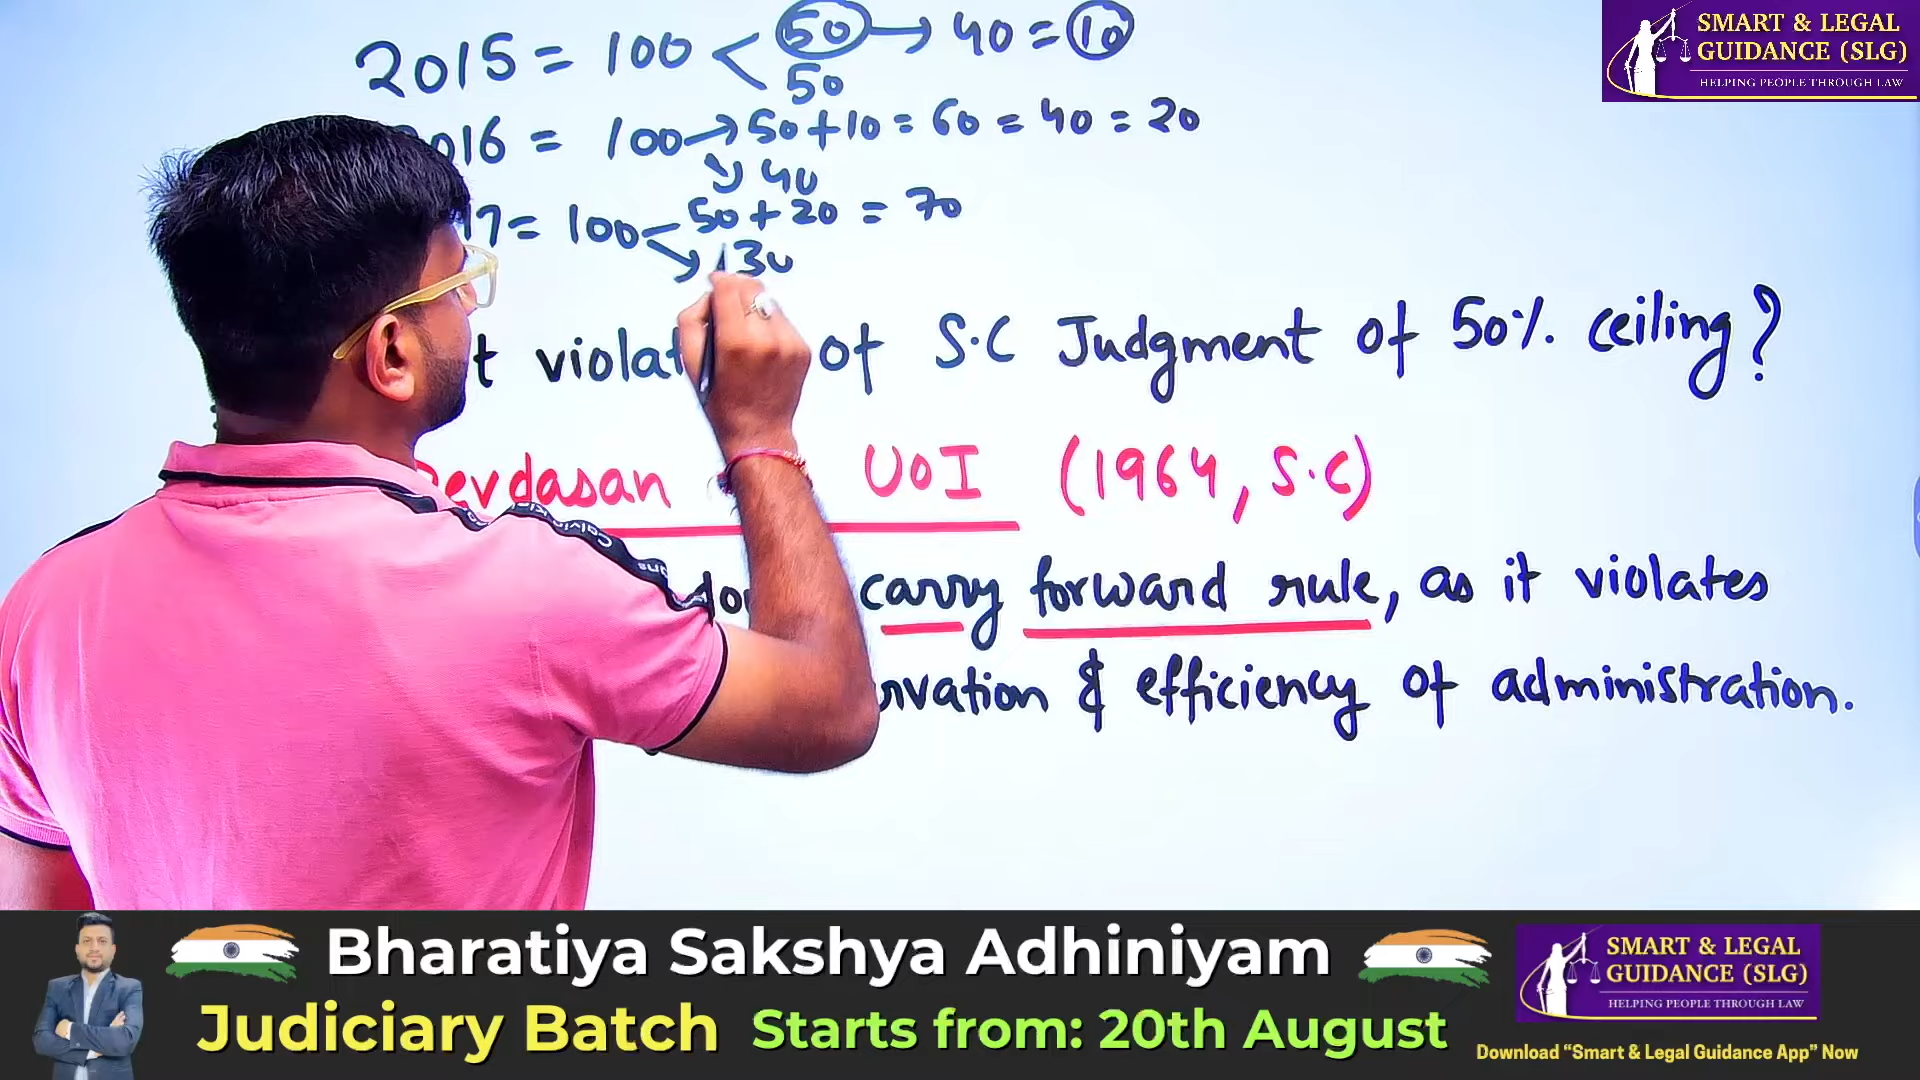 2015 = 100 < 50 → 40 = 10
50
016 = 100 → 50+10 = 60 = 40 = 20
↘ 40
17 = 100 < 50+20 = 70
↘ 30
t of S.C Judgment of 50% ceiling?
Devdasan UOI (1964, S.C)
carry forward rule, as it violates
& efficiency of administration.
SMART & LEGAL
GUIDANCE (SLG)
HELPING PEOPLE THROUGH LAW
Bharatiya Sakshya Adhiniyam
Judiciary Batch Starts from: 20th August
SMART & LEGAL
GUIDANCE (SLG)
HELPING PEOPLE THROUGH LAW
Download “Smart & Legal Guidance App” Now